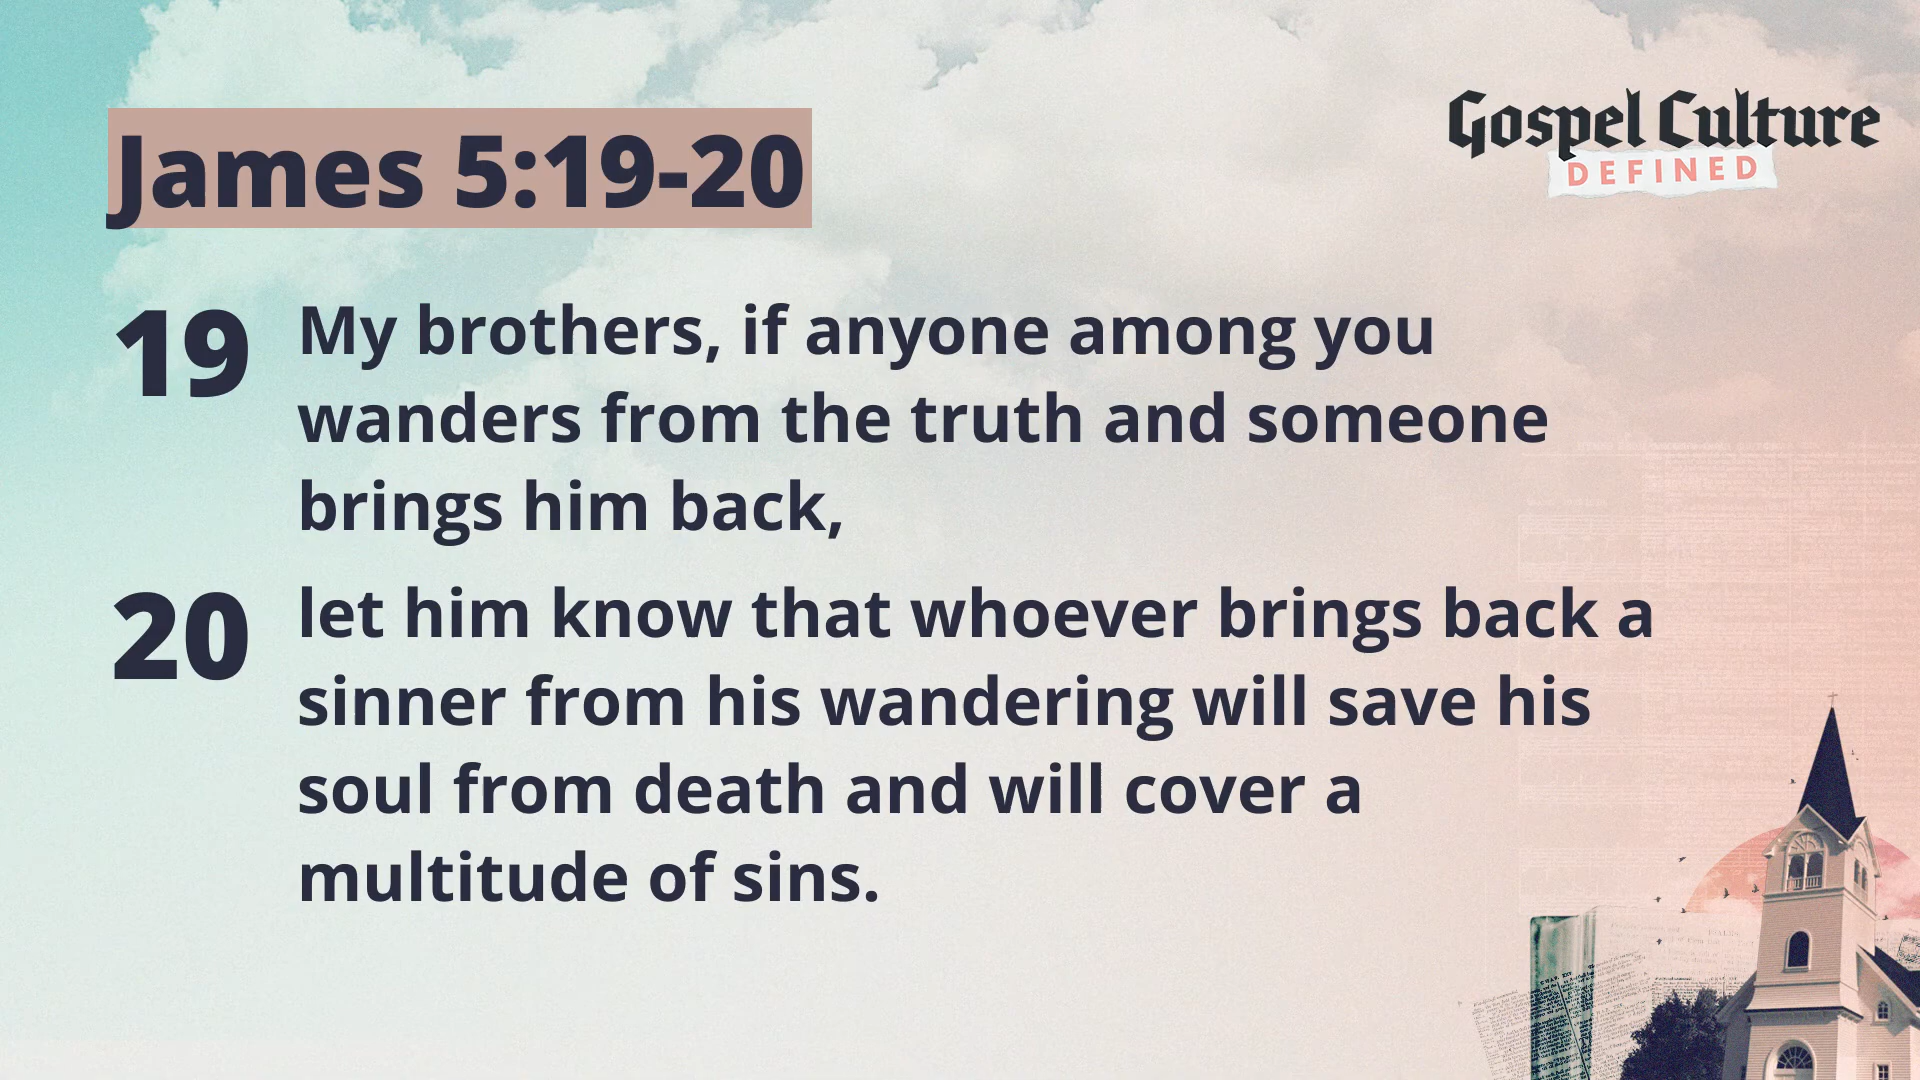 James 5:19-20
Gospel Culture
DEFINED
19 My brothers, if anyone among you
wanders from the truth and someone
brings him back,
20 let him know that whoever brings back a
sinner from his wandering will save his
soul from death and will cover a
multitude of sins.